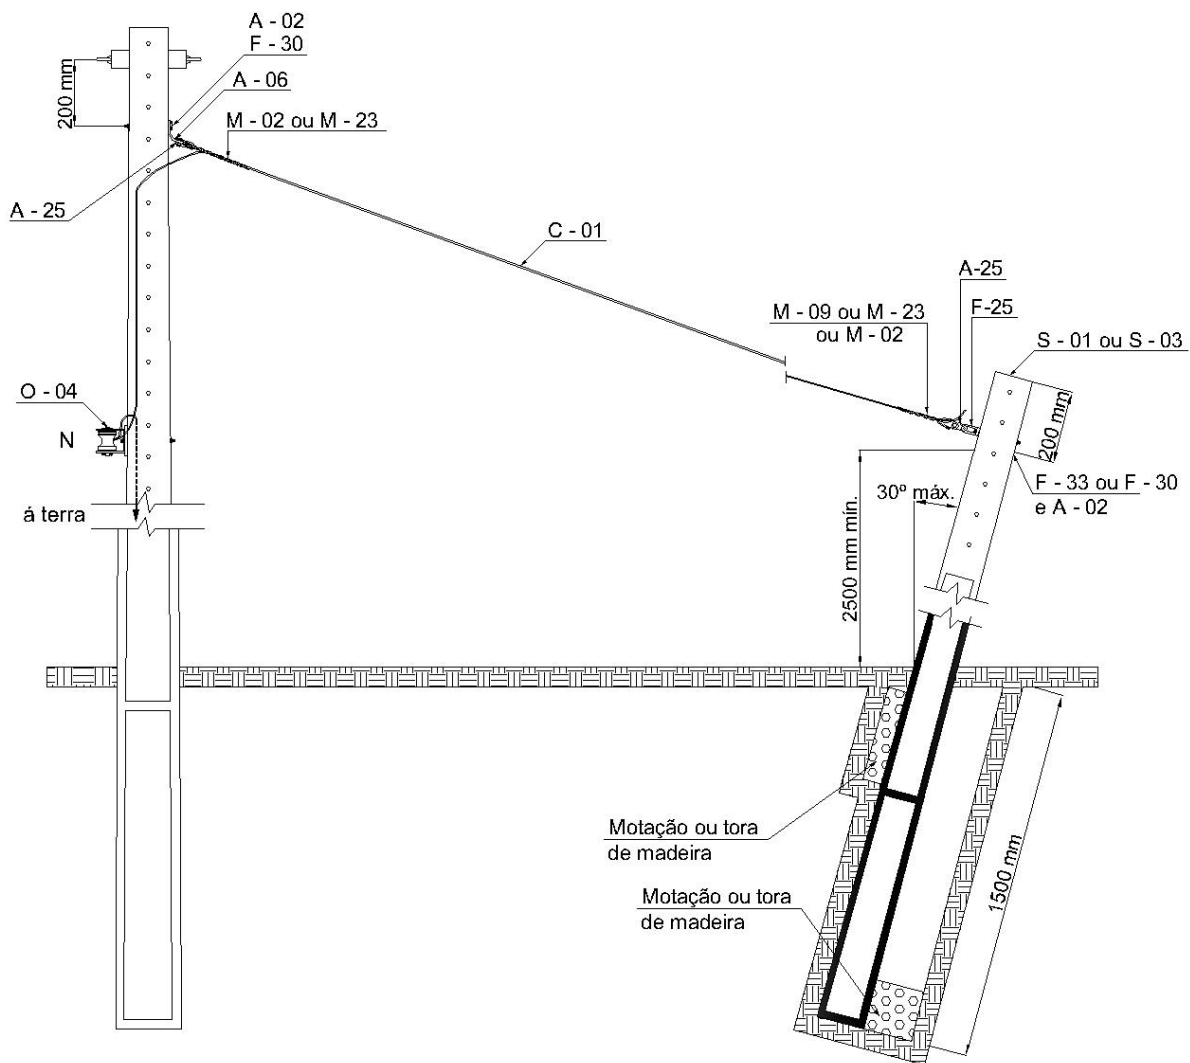 A - 02
F - 30
A - 06
200 mm
M - 02 ou M - 23
A - 25
C - 01
A-25
M - 09 ou M - 23
ou M - 02
F-25
S - 01 ou S - 03
O - 04
N
200 mm
30º máx.
F - 33 ou F - 30
e A - 02
á terra
2500 mm mín.
Motação ou tora
de madeira
Motação ou tora
de madeira
1500 mm